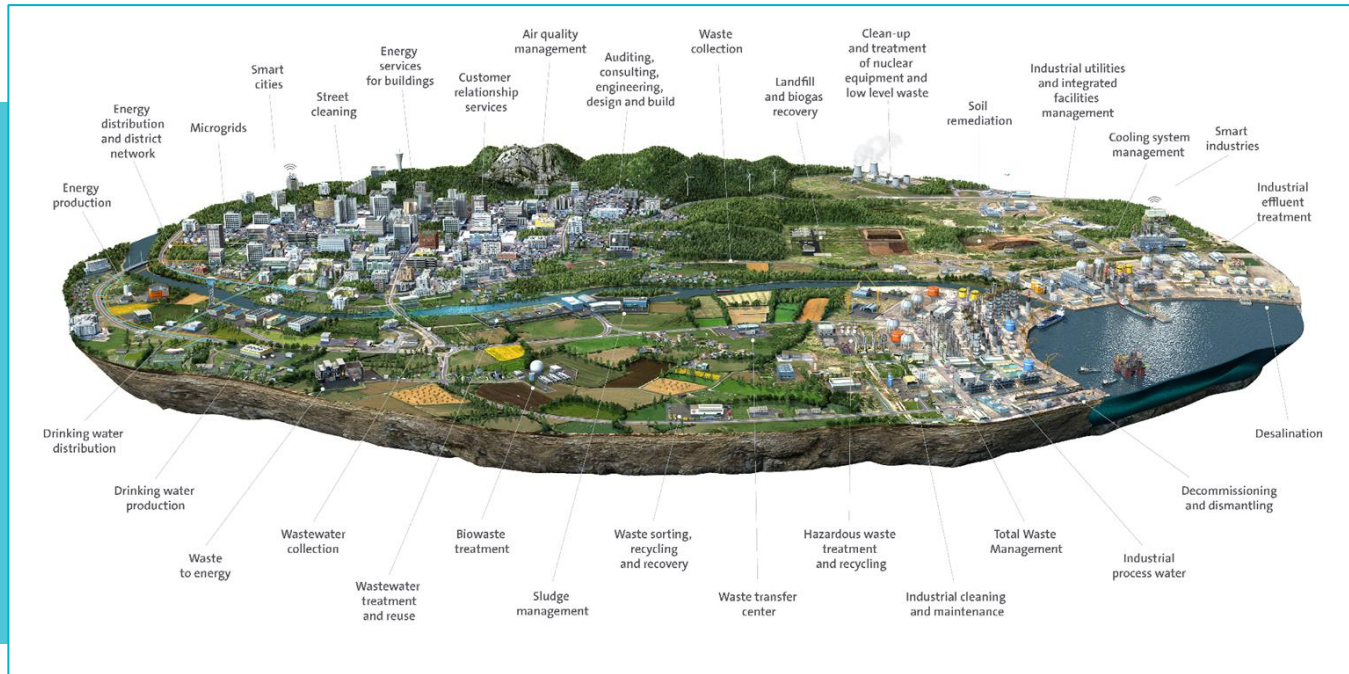 Energy
production
Energy
distribution
and district
network
Microgrids
Smart
cities
Street
cleaning
Energy
services
for buildings
Customer
relationship
services
Air quality
management
Auditing,
consulting,
engineering,
design and build
Waste
collection
Landfill
and biogas
recovery
Clean-up
and treatment
of nuclear
equipment and
low level waste
Soil
remediation
Industrial utilities
and integrated
facilities
management
Cooling system
management
Smart
industries
Industrial
effluent
treatment
Drinking water
distribution
Drinking water
production
Waste
to energy
Wastewater
collection
Wastewater
treatment
and reuse
Biowaste
treatment
Sludge
management
Waste sorting,
recycling
and recovery
Waste transfer
center
Hazardous waste
treatment
and recycling
Industrial cleaning
and maintenance
Total Waste
Management
Industrial
process water
Decommissioning
and dismantling
Desalination